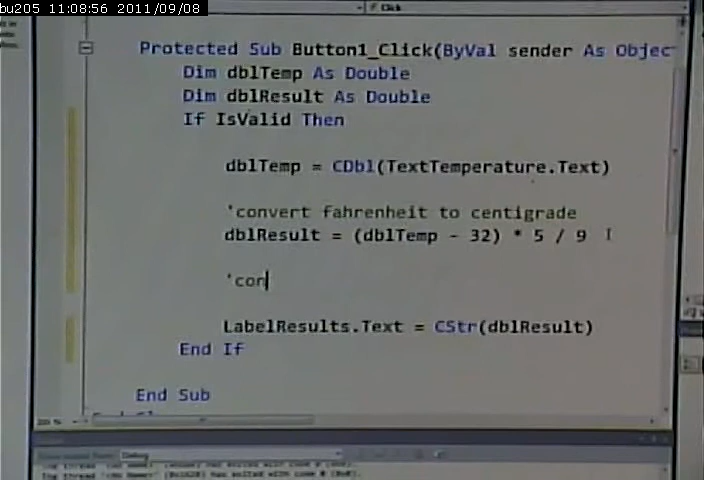 bu205 11:08:56 2011/09/08
Click
Protected Sub Button1_Click(ByVal sender As Objec
Dim dblTemp As Double
Dim dblResult As Double
If IsValid Then
dblTemp = CDbl(TextTemperature.Text)
'convert fahrenheit to centigrade
dblResult = (dblTemp - 32) * 5 / 9
'con
LabelResults.Text = CStr(dblResult)
End If
End Sub
Debug